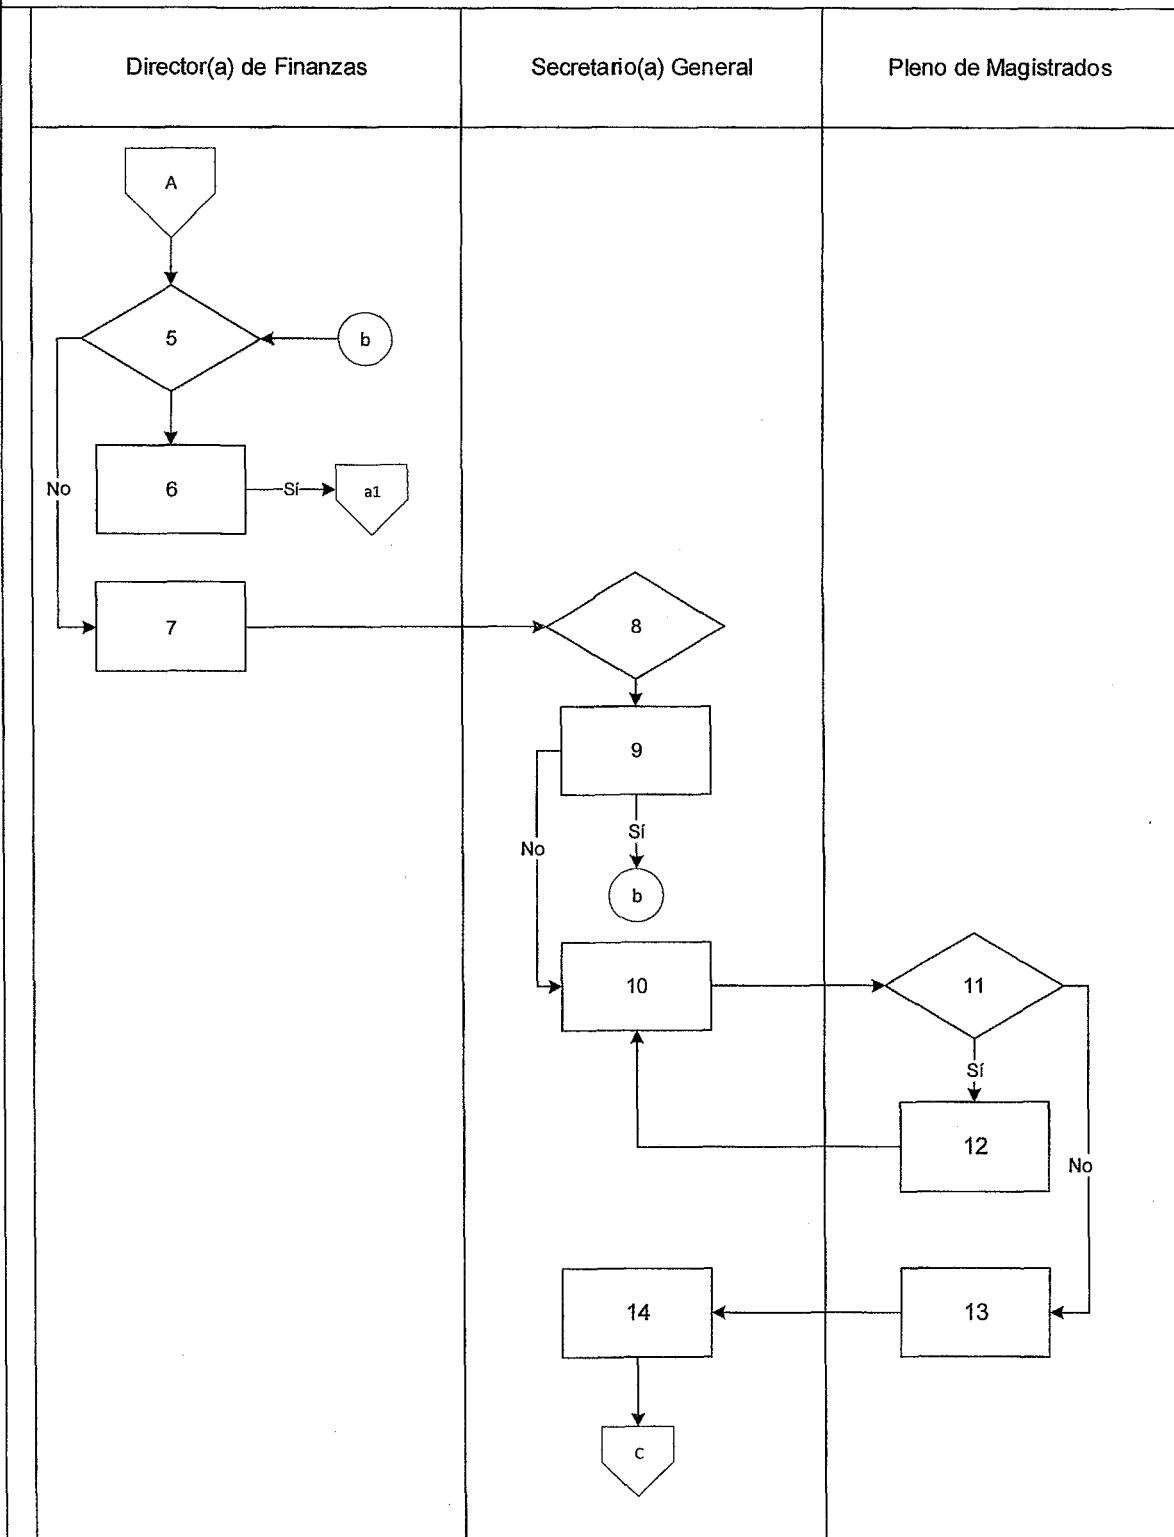 Director(a) de Finanzas
Secretario(a) General
Pleno de Magistrados
A
5
b
6
Sí
a1
No
7
8
9
Sí
No
b
10
11
Sí
12
No
14
13
c